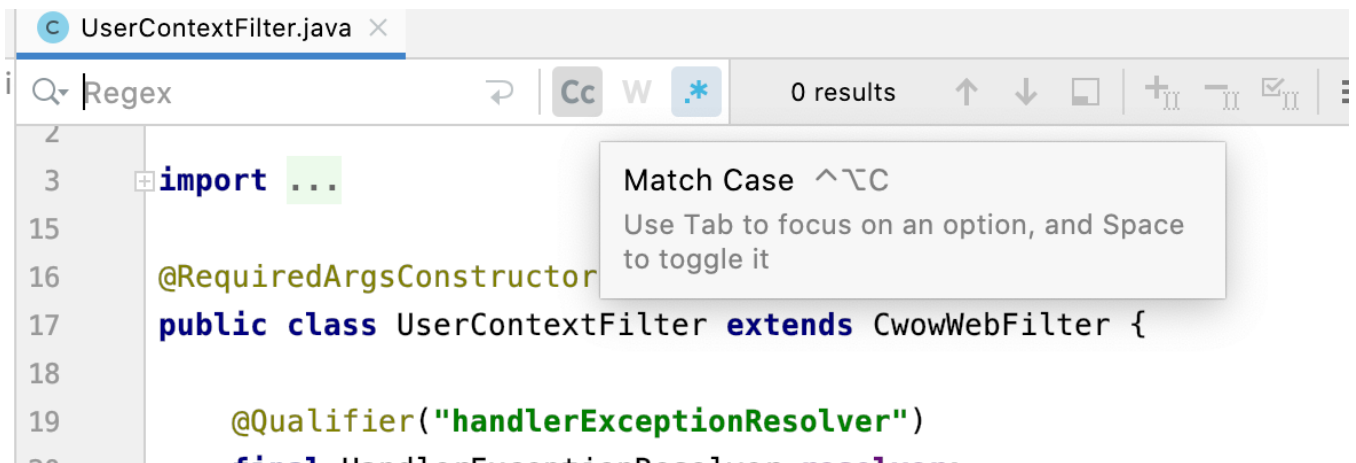 C UserContextFilter.java
Regex Cc W .* 0 results
2
3 import ...
Match Case ⌃⌥C
Use Tab to focus on an option, and Space
to toggle it
15
16 @RequiredArgsConstructor
17 public class UserContextFilter extends CwowWebFilter {
18
19 @Qualifier("handlerExceptionResolver")